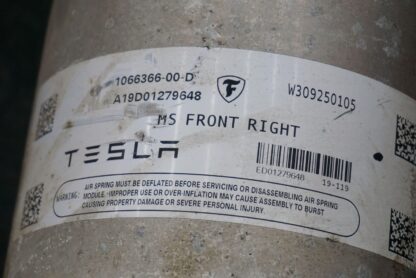 1066366-00-D
A19D01279648
F
W309250105
MS FRONT RIGHT
TESLA
ED01279648
19-119
WARNING:
AIR SPRING MUST BE DEFLATED BEFORE SERVICING OR DISASSEMBLING AIR SPRING
MODULE. IMPROPER USE OR OVER-INFLATION MAY CAUSE ASSEMBLY TO BURST
CAUSING PROPERTY DAMAGE OR SEVERE PERSONAL INJURY.